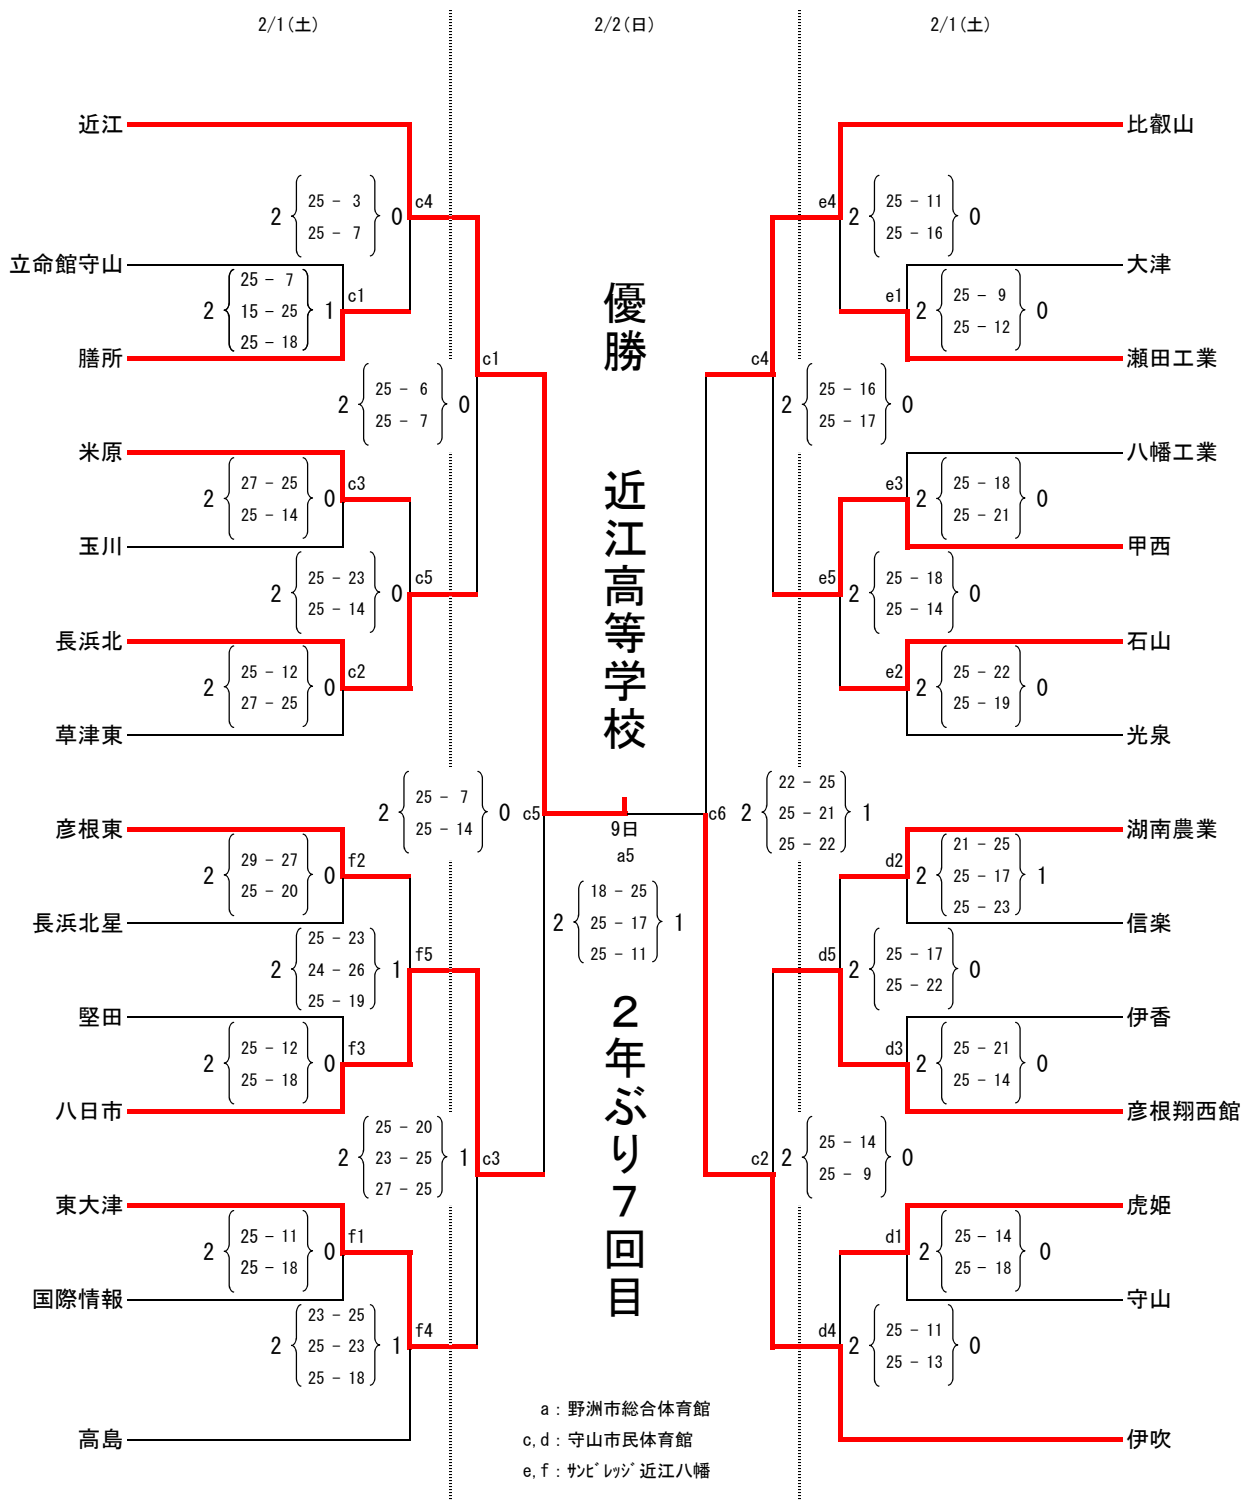 2/1(土)
2/2(日)
2/1(土)
近江
比叡山
c4
2 25 - 3 0
25 - 7
e4
2 25 - 11 0
25 - 16
立命館守山
大津
c1
2 25 - 7 1
15 - 25
25 - 18
e1
2 25 - 9 0
25 - 12
膳所
瀬田工業
c1
2 25 - 6 0
25 - 7
c4
2 25 - 16 0
25 - 17
米原
八幡工業
c3
2 27 - 25 0
25 - 14
e3
2 25 - 18 0
25 - 21
玉川
甲西
c5
2 25 - 23 0
25 - 14
e5
2 25 - 18 0
25 - 14
長浜北
石山
c2
2 25 - 12 0
27 - 25
e2
2 25 - 22 0
25 - 19
草津東
光泉
c5
2 25 - 7 0
25 - 14
c6
2 22 - 25 1
25 - 21
25 - 22
優勝 近江高等学校 2年ぶり7回目
9日
a5
2 18 - 25 1
25 - 17
25 - 11
彦根東
湖南農業
f2
2 29 - 27 0
25 - 20
d2
2 21 - 25 1
25 - 17
25 - 23
長浜北星
信楽
f5
2 25 - 23 1
24 - 26
25 - 19
d5
2 25 - 17 0
25 - 22
堅田
伊香
f3
2 25 - 12 0
25 - 18
d3
2 25 - 21 0
25 - 14
八日市
彦根翔西館
c3
2 25 - 20 1
23 - 25
27 - 25
c2
2 25 - 14 0
25 - 9
東大津
虎姫
f1
2 25 - 11 0
25 - 18
d1
2 25 - 14 0
25 - 18
国際情報
守山
f4
2 23 - 25 1
25 - 23
25 - 18
d4
2 25 - 11 0
25 - 13
高島
伊吹
a：野洲市総合体育館
c,d：守山市民体育館
e,f：ｻﾝﾋﾞﾚｯｼﾞ近江八幡